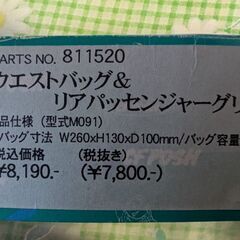 PARTS NO. 811520
ウエストバッグ&
リアパッセンジャーグリ
品仕様 (型式M091)
バッグ寸法 W260xH130xD100mm/バッグ容量
税込価格 (税抜き)
¥8,190- (¥7,800-)